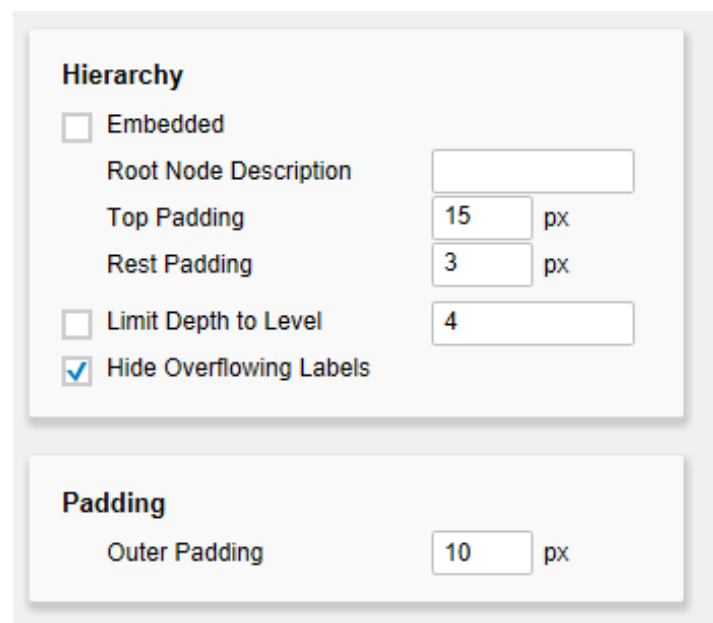 Hierarchy
Embedded
Root Node Description
Top Padding 15 px
Rest Padding 3 px
Limit Depth to Level 4
Hide Overflowing Labels
Padding
Outer Padding 10 px